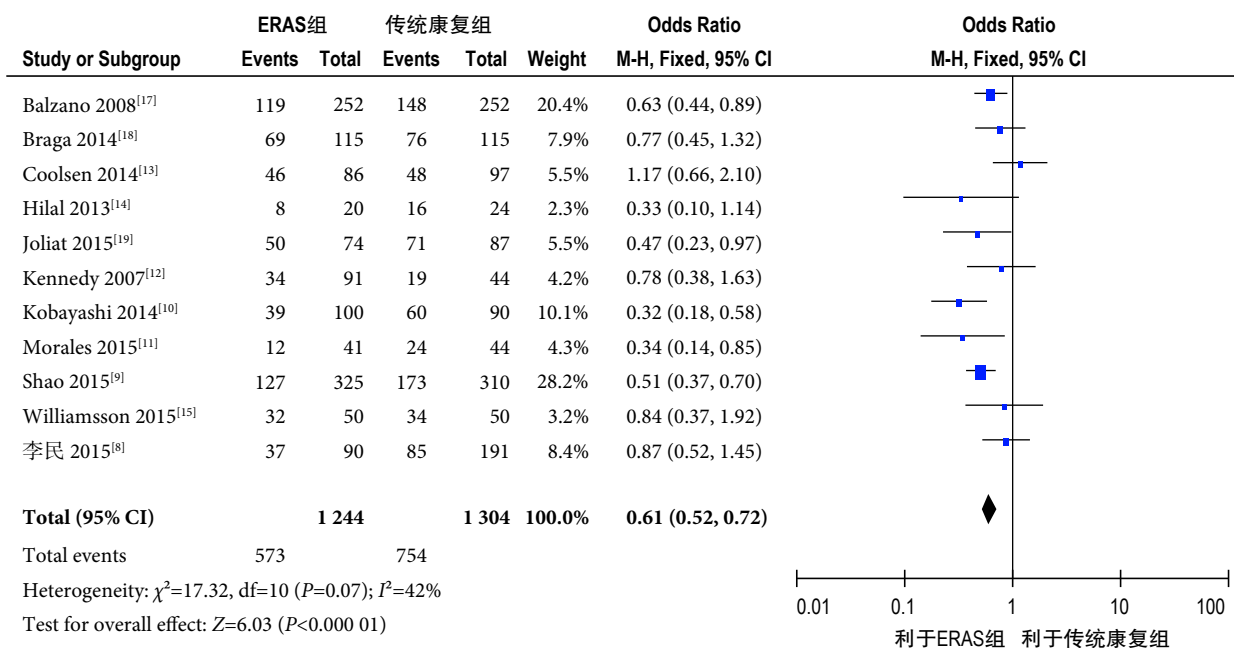 ERAS组 传统康复组 Odds Ratio Odds Ratio
Study or Subgroup Events Total Events Total Weight M-H, Fixed, 95% CI M-H, Fixed, 95% CI
Balzano 2008[17] 119 252 148 252 20.4% 0.63 (0.44, 0.89)
Braga 2014[18] 69 115 76 115 7.9% 0.77 (0.45, 1.32)
Coolsen 2014[13] 46 86 48 97 5.5% 1.17 (0.66, 2.10)
Hilal 2013[14] 8 20 16 24 2.3% 0.33 (0.10, 1.14)
Joliat 2015[19] 50 74 71 87 5.5% 0.47 (0.23, 0.97)
Kennedy 2007[12] 34 91 19 44 4.2% 0.78 (0.38, 1.63)
Kobayashi 2014[10] 39 100 60 90 10.1% 0.32 (0.18, 0.58)
Morales 2015[11] 12 41 24 44 4.3% 0.34 (0.14, 0.85)
Shao 2015[9] 127 325 173 310 28.2% 0.51 (0.37, 0.70)
Williamsson 2015[15] 32 50 34 50 3.2% 0.84 (0.37, 1.92)
李民 2015[8] 37 90 85 191 8.4% 0.87 (0.52, 1.45)
Total (95% CI) 1 244 1 304 100.0% 0.61 (0.52, 0.72)
Total events 573 754
Heterogeneity: χ²=17.32, df=10 (P=0.07); I²=42%
Test for overall effect: Z=6.03 (P<0.000 01)
0.01 0.1 1 10 100
利于ERAS组 利于传统康复组